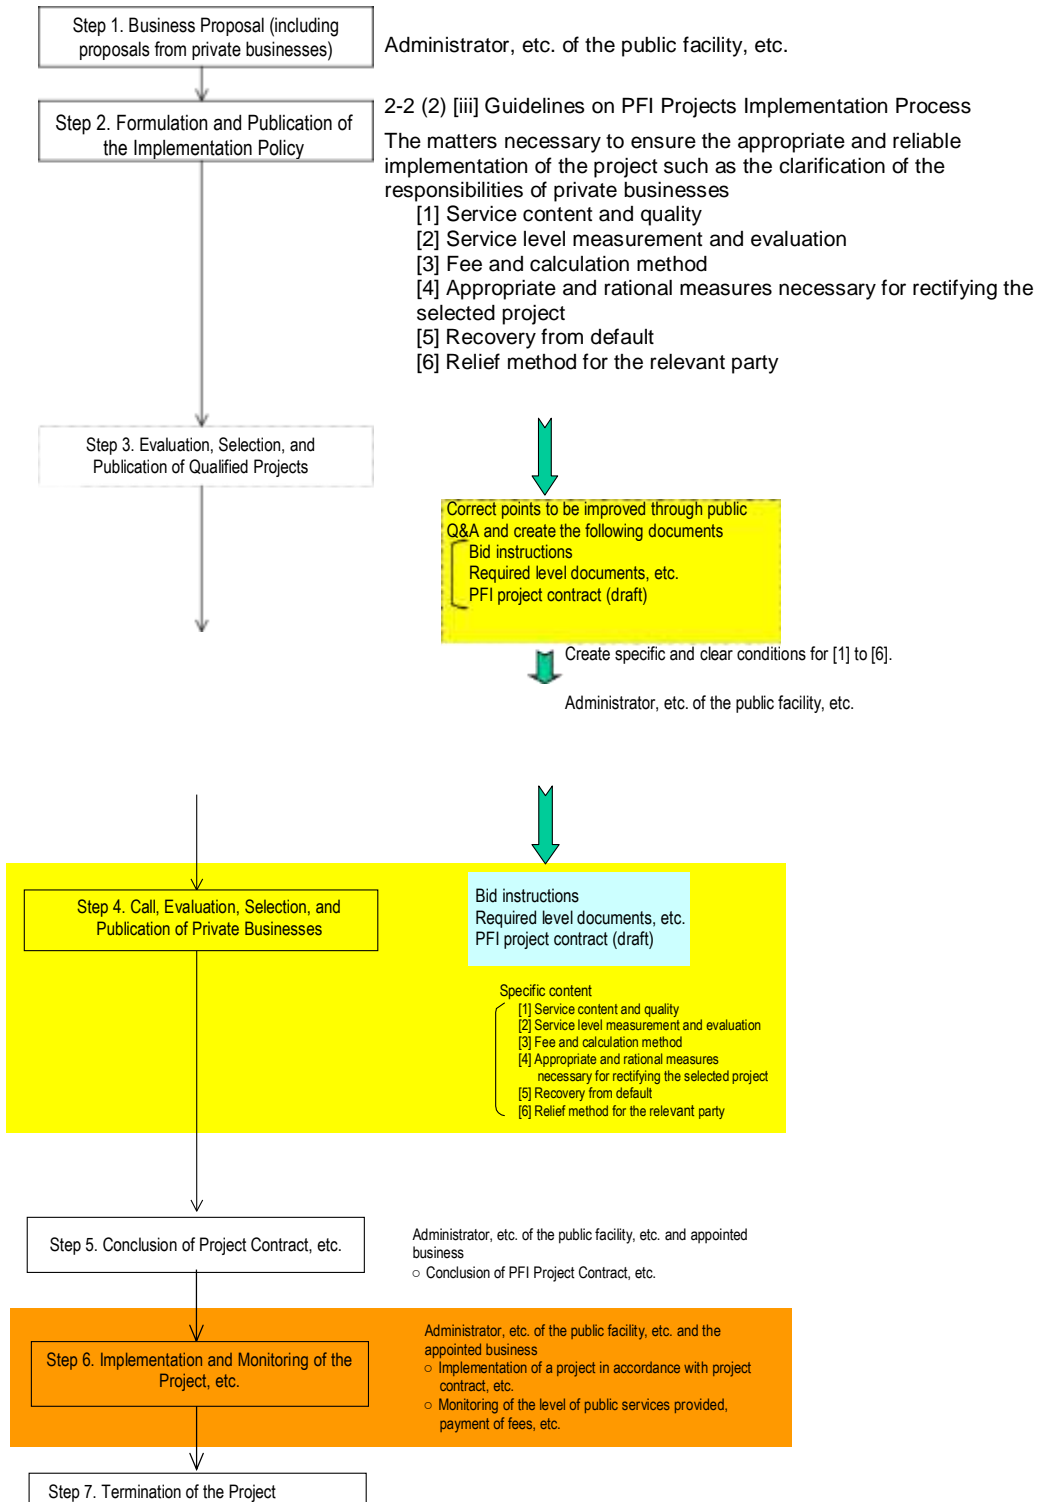 Step 1. Business Proposal (including
proposals from private businesses)
Administrator, etc. of the public facility, etc.
Step 2. Formulation and Publication of
the Implementation Policy
2-2 (2) [iii] Guidelines on PFI Projects Implementation Process
The matters necessary to ensure the appropriate and reliable
implementation of the project such as the clarification of the
responsibilities of private businesses
[1] Service content and quality
[2] Service level measurement and evaluation
[3] Fee and calculation method
[4] Appropriate and rational measures necessary for rectifying the
selected project
[5] Recovery from default
[6] Relief method for the relevant party
Step 3. Evaluation, Selection, and
Publication of Qualified Projects
Correct points to be improved through public
Q&A and create the following documents
Bid instructions
Required level documents, etc.
PFI project contract (draft)
Create specific and clear conditions for [1] to [6].
Administrator, etc. of the public facility, etc.
Step 4. Call, Evaluation, Selection, and
Publication of Private Businesses
Bid instructions
Required level documents, etc.
PFI project contract (draft)
Specific content
[1] Service content and quality
[2] Service level measurement and evaluation
[3] Fee and calculation method
[4] Appropriate and rational measures
necessary for rectifying the selected project
[5] Recovery from default
[6] Relief method for the relevant party
Step 5. Conclusion of Project Contract, etc.
Administrator, etc. of the public facility, etc. and appointed
business
○ Conclusion of PFI Project Contract, etc.
Step 6. Implementation and Monitoring of the
Project, etc.
Administrator, etc. of the public facility, etc. and the
appointed business
○ Implementation of a project in accordance with project
contract, etc.
○ Monitoring of the level of public services provided,
payment of fees, etc.
Step 7. Termination of the Project